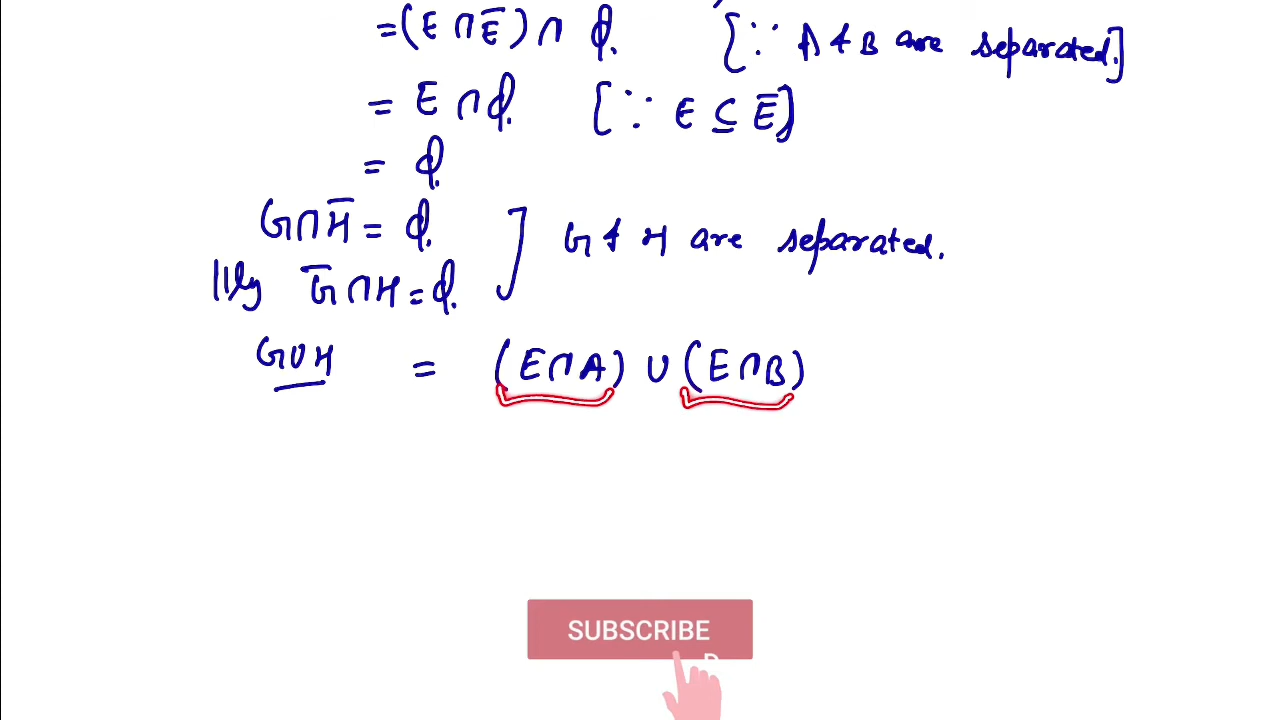 =(E ∩ E̅) ∩ ϕ. [∵ A & B are separated.]
= E ∩ ϕ. [∵ E ⊆ E̅]
= ϕ.
G ∩ H̅ = ϕ.
G & H are separated.
|||ly G̅ ∩ H = ϕ.
G ∪ H = (E ∩ A) ∪ (E ∩ B)
SUBSCRIBE